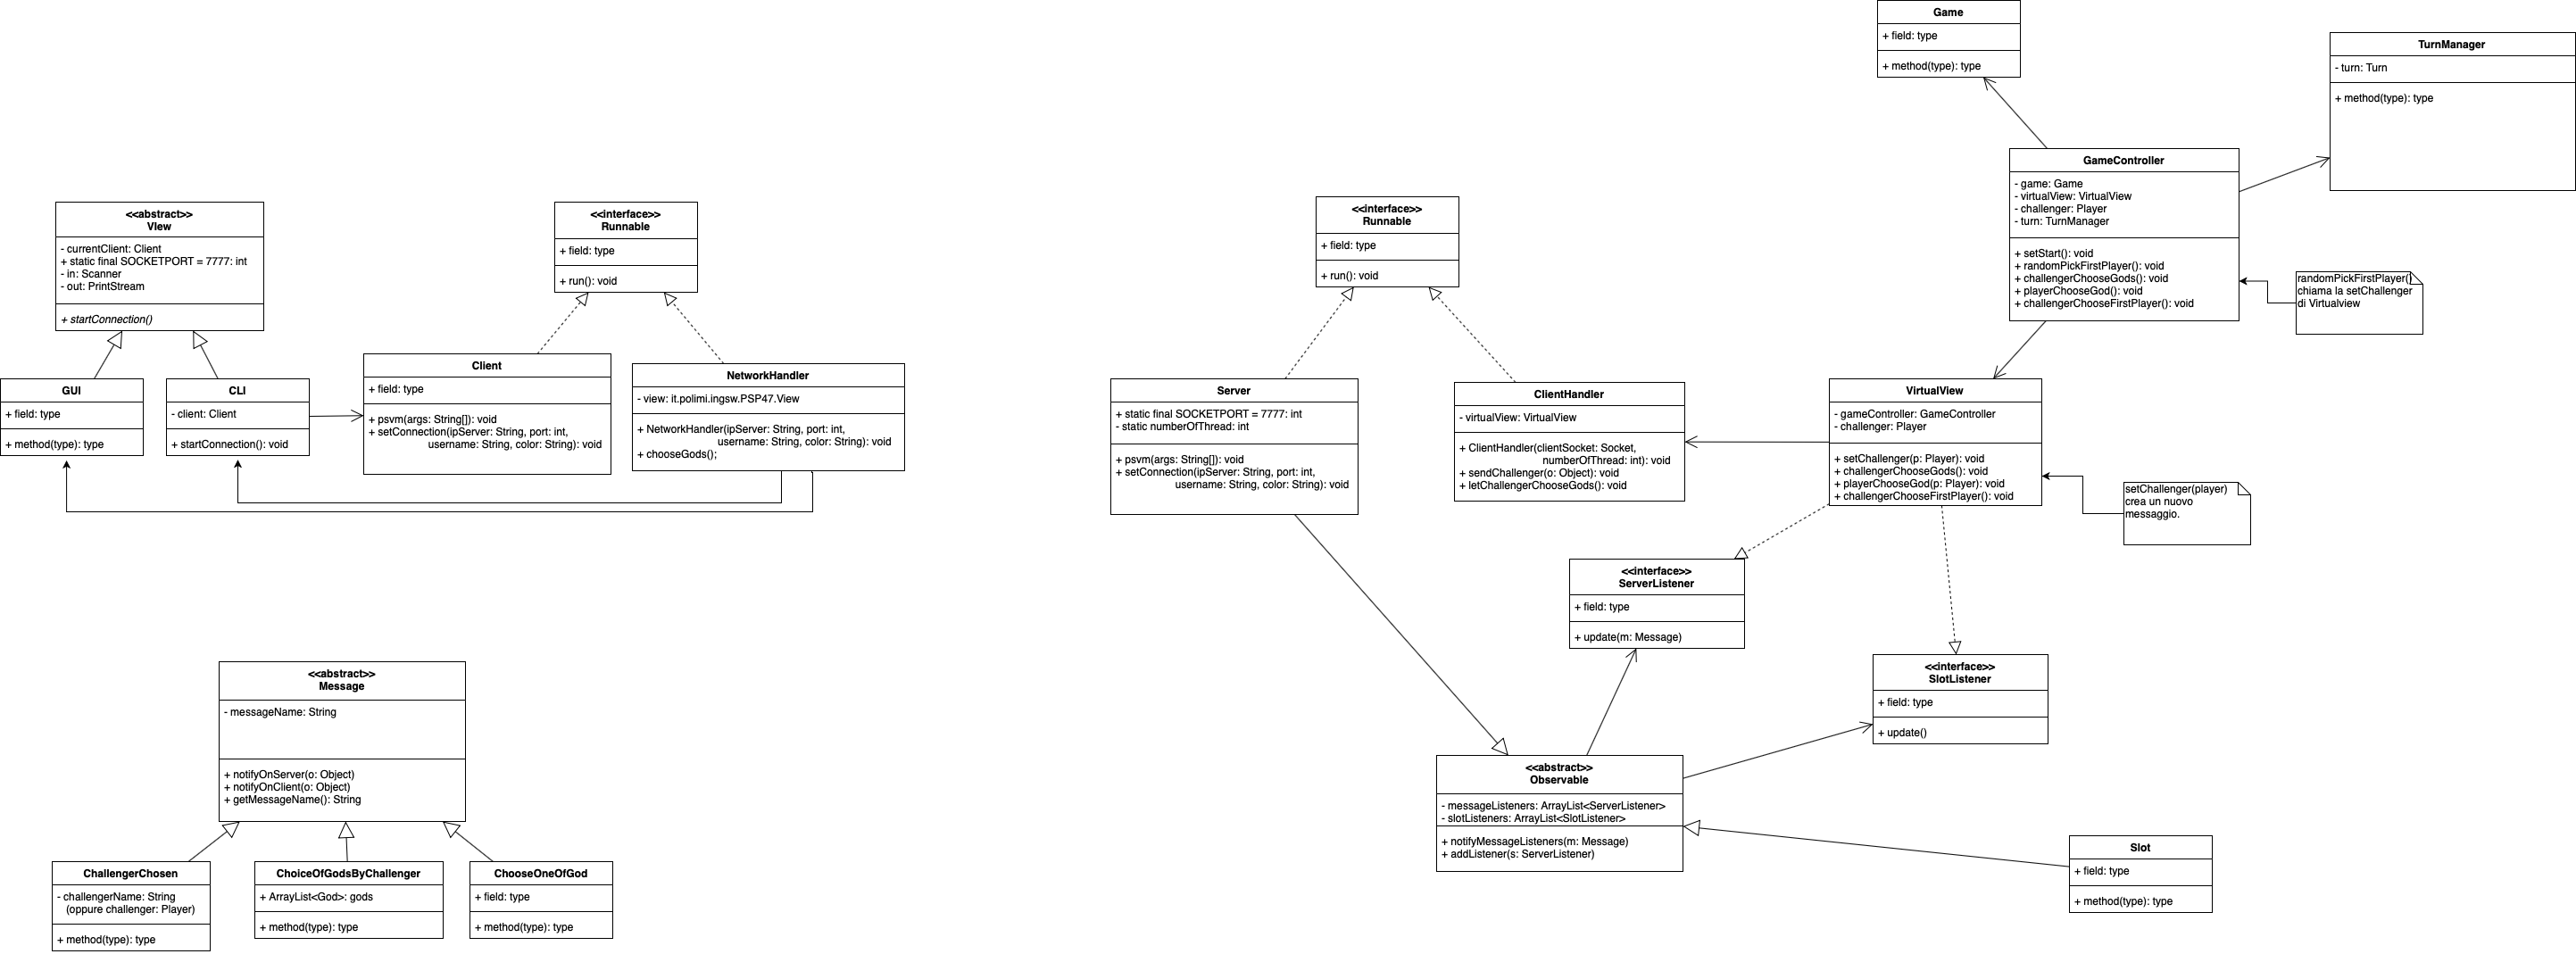 Game
+ field: type
+ method(type): type
TurnManager
- turn: Turn
+ method(type): type
GameController
- game: Game
- virtualView: VirtualView
- challenger: Player
- turn: TurnManager
+ setStart(): void
+ randomPickFirstPlayer(): void
+ challengerChooseGods(): void
+ playerChooseGod(): void
+ challengerChooseFirstPlayer(): void
randomPickFirstPlayer()
chiama la setChallenger
di Virtualview
<<abstract>>
VIew
- currentClient: Client
+ static final SOCKETPORT = 7777: int
- in: Scanner
- out: PrintStream
+ startConnection()
<<interface>>
Runnable
+ field: type
+ run(): void
GUI
+ field: type
+ method(type): type
CLI
- client: Client
+ startConnection(): void
Client
+ field: type
+ psvm(args: String[]): void
+ setConnection(ipServer: String, port: int,
username: String, color: String): void
NetworkHandler
- view: it.polimi.ingsw.PSP47.View
+ NetworkHandler(ipServer: String, port: int,
username: String, color: String): void
+ chooseGods();
<<interface>>
Runnable
+ field: type
+ run(): void
Server
+ static final SOCKETPORT = 7777: int
- static numberOfThread: int
+ psvm(args: String[]): void
+ setConnection(ipServer: String, port: int,
username: String, color: String): void
ClientHandler
- virtualView: VirtualView
+ ClientHandler(clientSocket: Socket,
numberOfThread: int): void
+ sendChallenger(o: Object): void
+ letChallengerChooseGods(): void
VirtualView
- gameController: GameController
- challenger: Player
+ setChallenger(p: Player): void
+ challengerChooseGods(): void
+ playerChooseGod(p: Player): void
+ challengerChooseFirstPlayer(): void
setChallenger(player)
crea un nuovo
messaggio.
<<interface>>
ServerListener
+ field: type
+ update(m: Message)
<<interface>>
SlotListener
+ field: type
+ update()
<<abstract>>
Message
- messageName: String
+ notifyOnServer(o: Object)
+ notifyOnClient(o: Object)
+ getMessageName(): String
ChallengerChosen
- challengerName: String
(oppure challenger: Player)
+ method(type): type
ChoiceOfGodsByChallenger
+ ArrayList<God>: gods
+ method(type): type
ChooseOneOfGod
+ field: type
+ method(type): type
<<abstract>>
Observable
- messageListeners: ArrayList<ServerListener>
- slotListeners: ArrayList<SlotListener>
+ notifyMessageListeners(m: Message)
+ addListener(s: ServerListener)
Slot
+ field: type
+ method(type): type